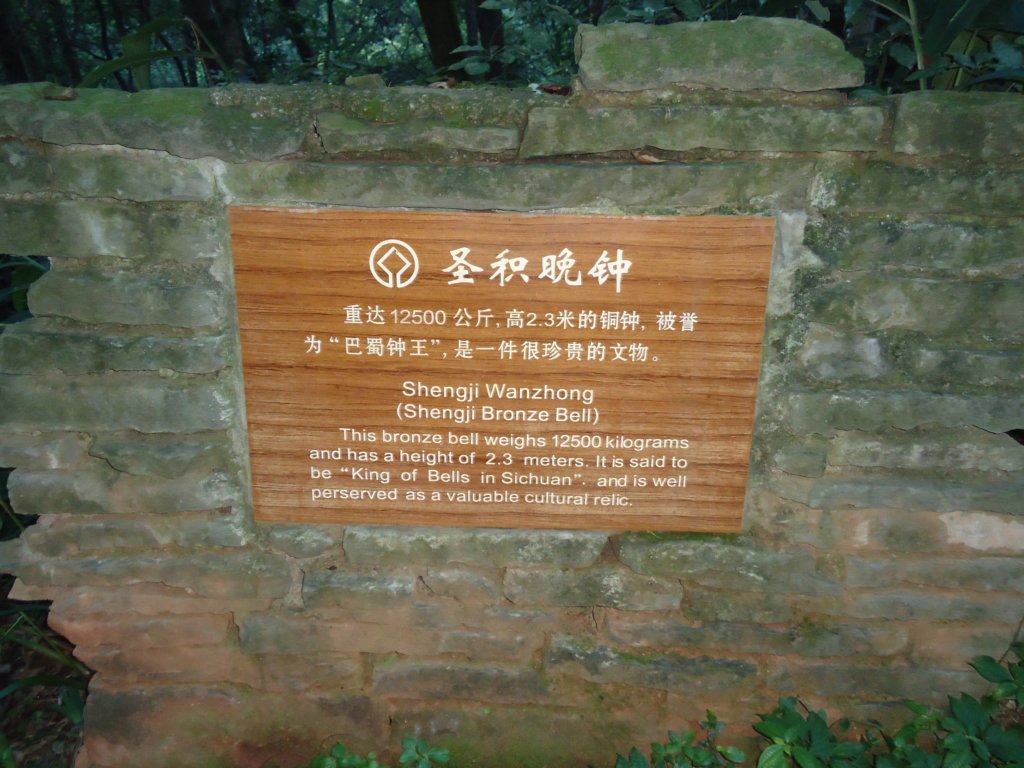 圣积晚钟
重达12500公斤,高2.3米的铜钟,被誉
为“巴蜀钟王”,是一件很珍贵的文物。
Shengji Wanzhong
(Shengji Bronze Bell)
This bronze bell weighs 12500 kilograms
and has a height of 2.3 meters. It is said to
be “King of Bells in Sichuan”. and is well
perserved as a valuable cultural relic.